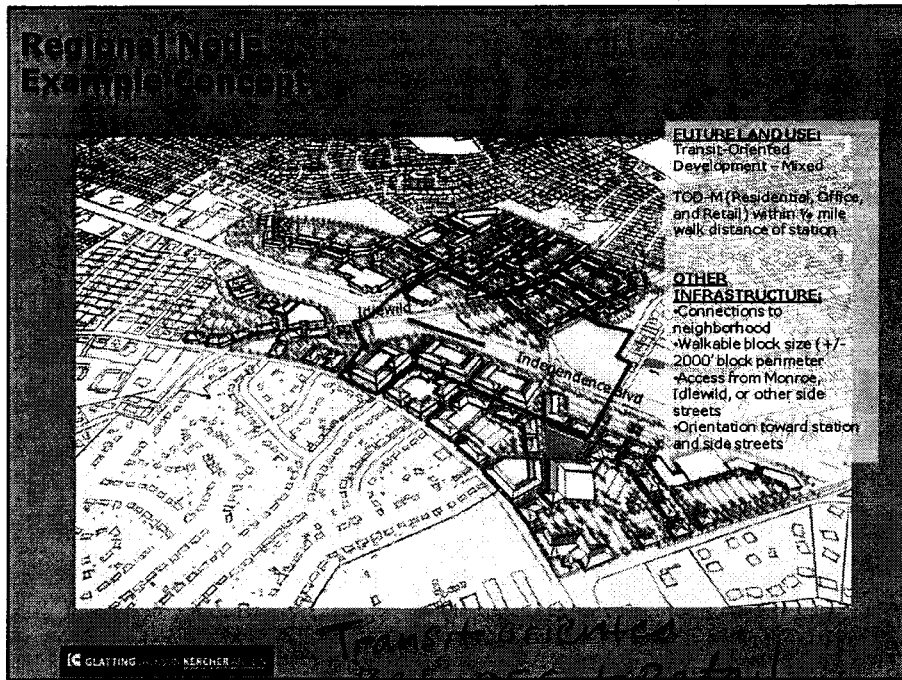 Regional Node
Example Concept
FUTURE LAND USE:
Transit-Oriented
Development – Mixed
TOD-M (Residential, Office,
and Retail) within ½ mile
walk distance of station
OTHER
INFRASTRUCTURE:
•Connections to
neighborhood
•Walkable block size (+/-
2000' block perimeter
•Access from Monroe,
Idlewild, or other side
streets
•Orientation toward station
and side streets
Idlewild
Independence Blvd
Transit-oriented
GLATTING KERCHER